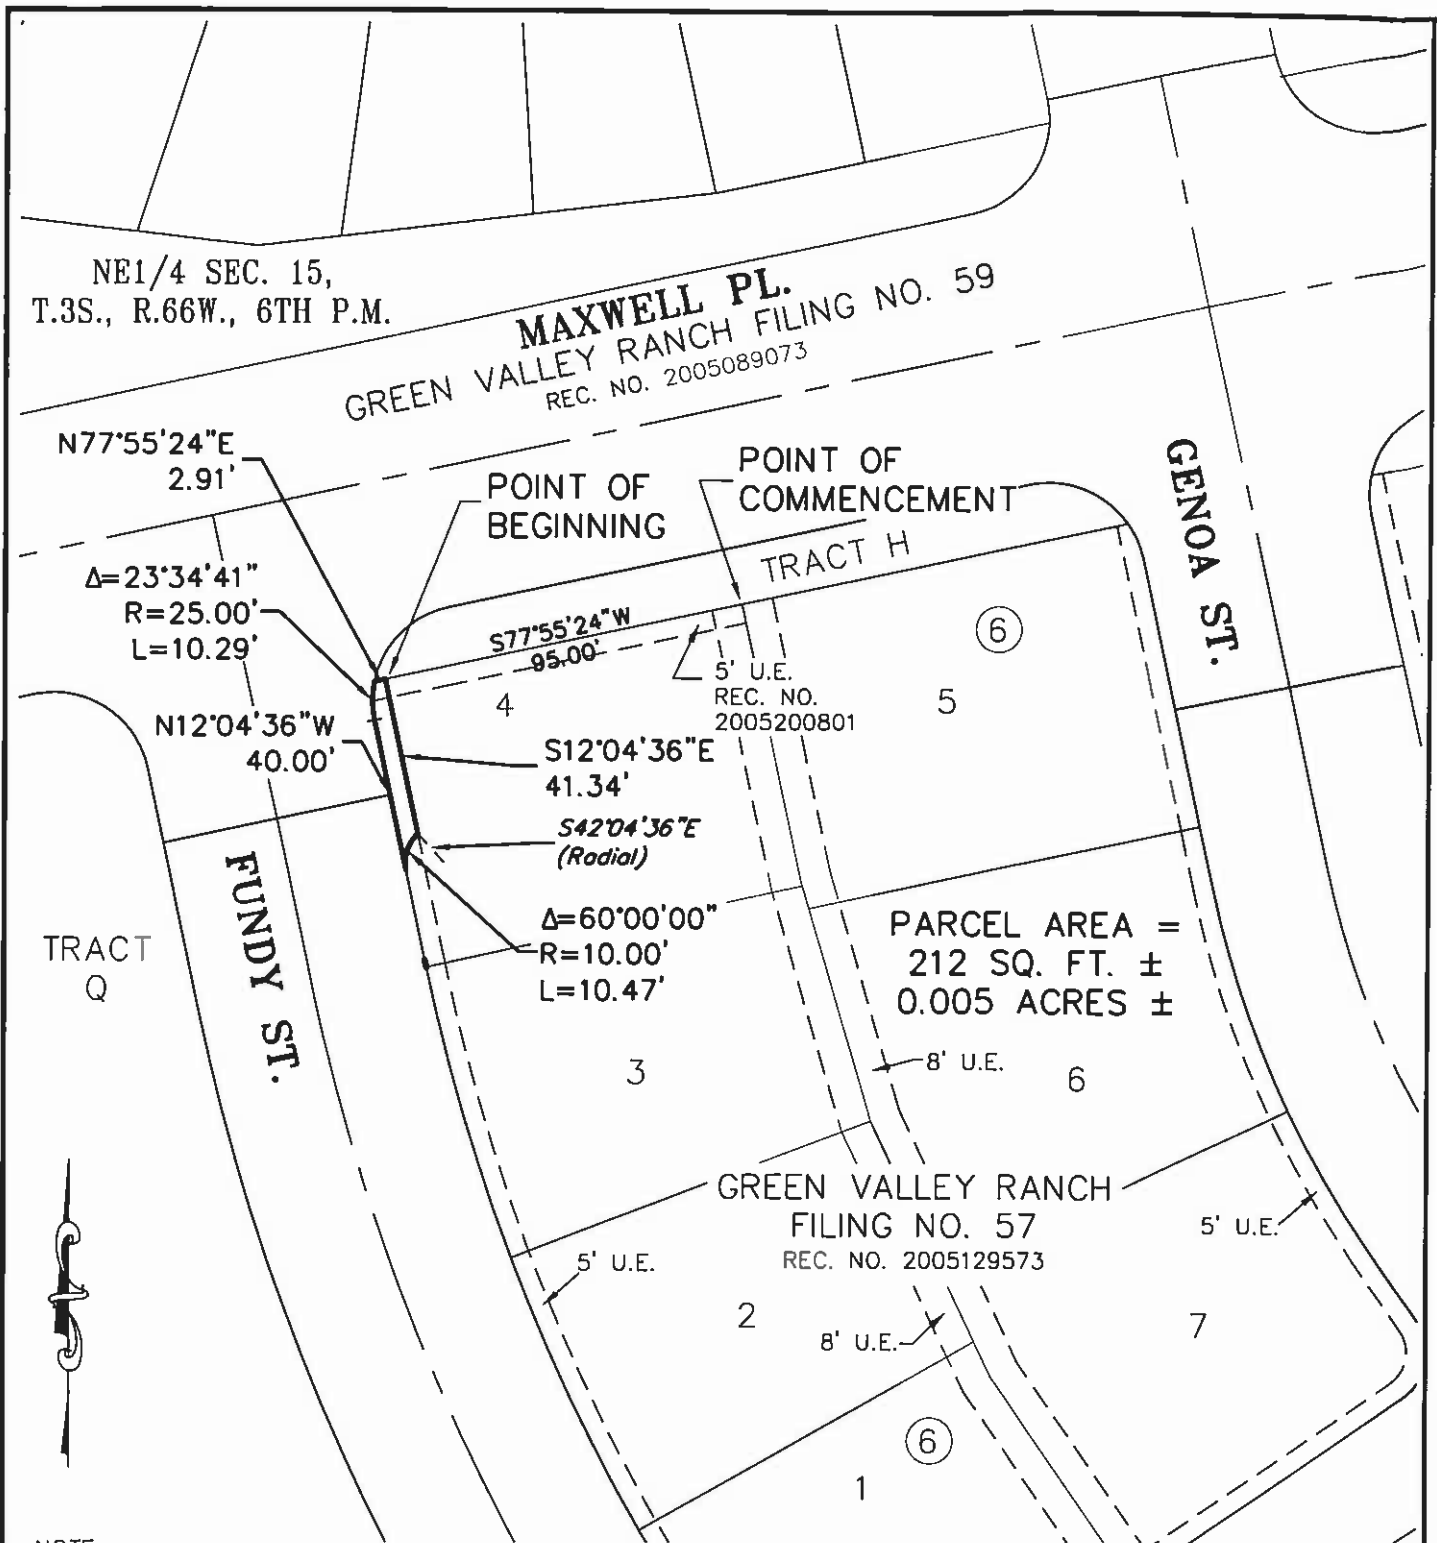 NE1/4 SEC. 15,
T.3S., R.66W., 6TH P.M.
MAXWELL PL.
GREEN VALLEY RANCH FILING NO. 59
REC. NO. 2005089073
N77°55'24"E
2.91'
POINT OF
BEGINNING
POINT OF
COMMENCEMENT
GENOA ST.
TRACT H
Δ=23°34'41"
R=25.00'
L=10.29'
S77°55'24"W
95.00'
6
5' U.E.
REC. NO.
2005200801
4
5
N12°04'36"W
40.00'
S12°04'36"E
41.34'
S42°04'36"E
(Radial)
FUNDY ST.
TRACT
Q
Δ=60°00'00"
R=10.00'
L=10.47'
PARCEL AREA =
212 SQ. FT. ±
0.005 ACRES ±
3
8' U.E.
6
GREEN VALLEY RANCH
FILING NO. 57
REC. NO. 2005129573
5' U.E.
5' U.E.
2
8' U.E.
7
6
1